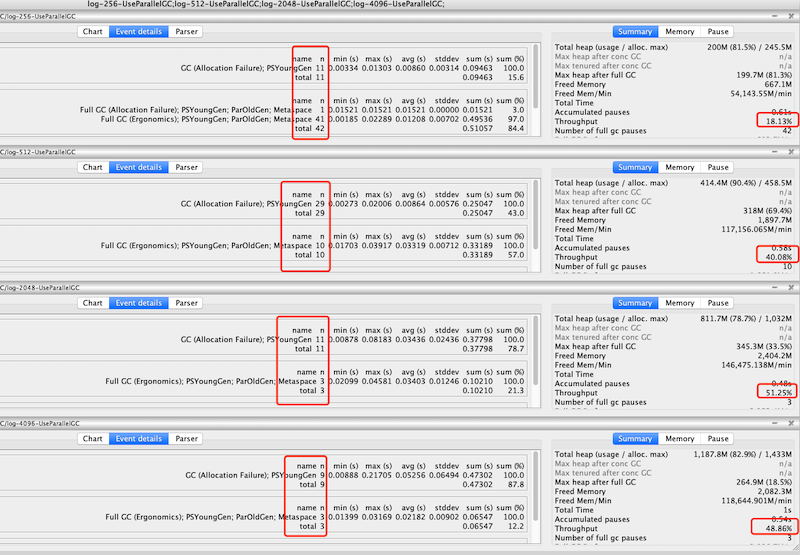 log-256-UseParallelGC;log-512-UseParallelGC;log-2048-UseParallelGC;log-4096-UseParallelGC;
C/log-256-UseParallelGC
Chart Event details Parser
name n min (s) max (s) avg (s) stddev sum (s) sum (%)
GC (Allocation Failure); PSYoungGen 11 0.00334 0.01303 0.00860 0.00314 0.09463 100.0
total 11 0.09463 15.6
name n min (s) max (s) avg (s) stddev sum (s) sum (%)
Full GC (Allocation Failure); PSYoungGen; ParOldGen; Metaspace 1 0.01521 0.01521 0.01521 0.00000 0.01521 3.0
Full GC (Ergonomics); PSYoungGen; ParOldGen; Metaspace 41 0.00185 0.02289 0.01208 0.00702 0.49536 97.0
total 42 0.51057 84.4
Summary Memory Pause
Total heap (usage / alloc. max) 200M (81.5%) / 245.5M
Max heap after conc GC n/a
Max tenured after conc GC n/a
Max heap after full GC 199.7M (81.3%)
Freed Memory 667.1M
Freed Mem/Min 54,143.55M/min
Total Time
Accumulated pauses 0.61s
Throughput 18.13%
Number of full gc pauses 42
C/log-512-UseParallelGC
Chart Event details Parser
name n min (s) max (s) avg (s) stddev sum (s) sum (%)
GC (Allocation Failure); PSYoungGen 29 0.00273 0.02006 0.00864 0.00576 0.25047 100.0
total 29 0.25047 43.0
name n min (s) max (s) avg (s) stddev sum (s) sum (%)
Full GC (Ergonomics); PSYoungGen; ParOldGen; Metaspace 10 0.01703 0.03917 0.03319 0.00712 0.33189 100.0
total 10 0.33189 57.0
Summary Memory Pause
Total heap (usage / alloc. max) 414.4M (90.4%) / 458.5M
Max heap after conc GC n/a
Max tenured after conc GC n/a
Max heap after full GC 318M (69.4%)
Freed Memory 1,897.7M
Freed Mem/Min 117,156.065M/min
Total Time
Accumulated pauses 0.58s
Throughput 40.08%
Number of full gc pauses 10
C/log-2048-UseParallelGC
Chart Event details Parser
name n min (s) max (s) avg (s) stddev sum (s) sum (%)
GC (Allocation Failure); PSYoungGen 11 0.00878 0.08183 0.03436 0.02436 0.37798 100.0
total 11 0.37798 78.7
name n min (s) max (s) avg (s) stddev sum (s) sum (%)
Full GC (Ergonomics); PSYoungGen; ParOldGen; Metaspace 3 0.02099 0.04581 0.03403 0.01246 0.10210 100.0
total 3 0.10210 21.3
Summary Memory Pause
Total heap (usage / alloc. max) 811.7M (78.7%) / 1,032M
Max heap after conc GC n/a
Max tenured after conc GC n/a
Max heap after full GC 345.3M (33.5%)
Freed Memory 2,404.2M
Freed Mem/Min 146,475.138M/min
Total Time
Accumulated pauses 0.48s
Throughput 51.25%
Number of full gc pauses 3
C/log-4096-UseParallelGC
Chart Event details Parser
name n min (s) max (s) avg (s) stddev sum (s) sum (%)
GC (Allocation Failure); PSYoungGen 9 0.00888 0.21705 0.05256 0.06494 0.47302 100.0
total 9 0.47302 87.8
name n min (s) max (s) avg (s) stddev sum (s) sum (%)
Full GC (Ergonomics); PSYoungGen; ParOldGen; Metaspace 3 0.01399 0.03169 0.02182 0.00902 0.06547 100.0
total 3 0.06547 12.2
Summary Memory Pause
Total heap (usage / alloc. max) 1,187.8M (82.9%) / 1,433M
Max heap after conc GC n/a
Max tenured after conc GC n/a
Max heap after full GC 264.9M (18.5%)
Freed Memory 2,082.3M
Freed Mem/Min 118,644.901M/min
Total Time 1s
Accumulated pauses 0.54s
Throughput 48.86%
Number of full gc pauses 3